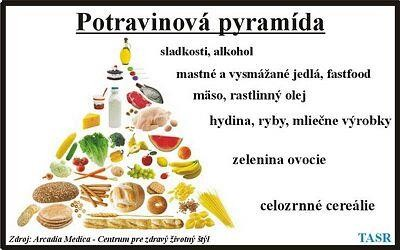 Potravinová pyramída
sladkosti, alkohol
mastné a vysmážané jedlá, fastfood
mäso, rastlinný olej
hydina, ryby, mliečne výrobky
zelenina ovocie
celozrnné cereálie
Zdroj: Arcadia Medica - Centrum pre zdravý životný štýl
TASR